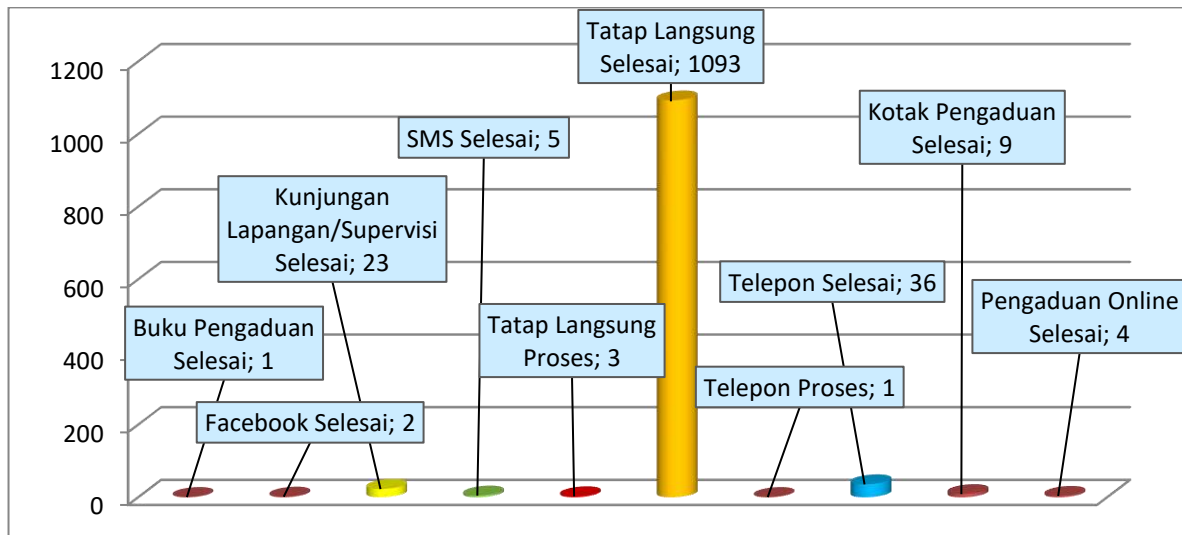 1200
1000
800
600
400
200
0
Buku Pengaduan
Selesai; 1
Facebook Selesai; 2
Kunjungan
Lapangan/Supervisi
Selesai; 23
SMS Selesai; 5
Tatap Langsung
Proses; 3
Tatap Langsung
Selesai; 1093
Telepon Proses; 1
Telepon Selesai; 36
Kotak Pengaduan
Selesai; 9
Pengaduan Online
Selesai; 4